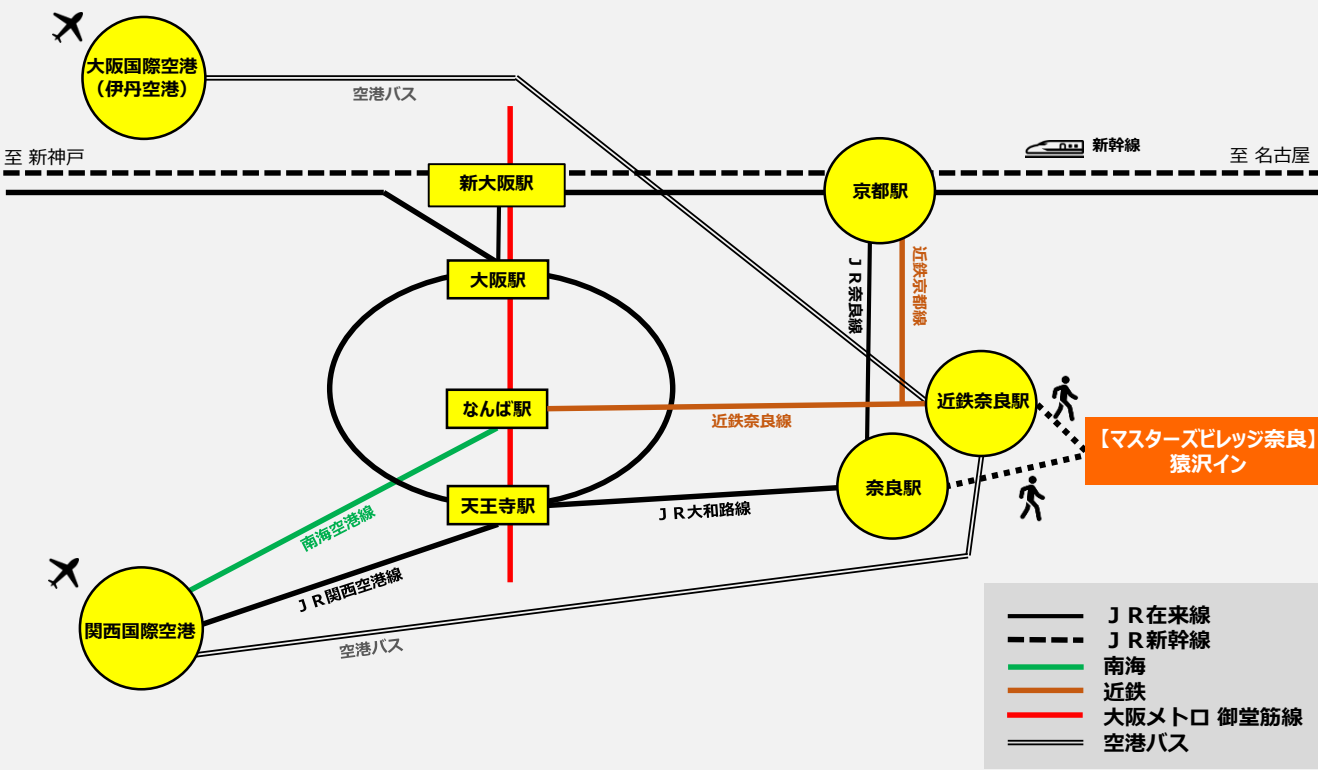 大阪国際空港
（伊丹空港）
空港バス
至 新神戸
新幹線
至 名古屋
新大阪駅
京都駅
大阪駅
ＪＲ奈良線
近鉄京都線
なんば駅
近鉄奈良線
近鉄奈良駅
【マスターズビレッジ奈良】
猿沢イン
奈良駅
天王寺駅
ＪＲ大和路線
南海空港線
ＪＲ関西空港線
関西国際空港
空港バス
ＪＲ在来線
ＪＲ新幹線
南海
近鉄
大阪メトロ 御堂筋線
空港バス